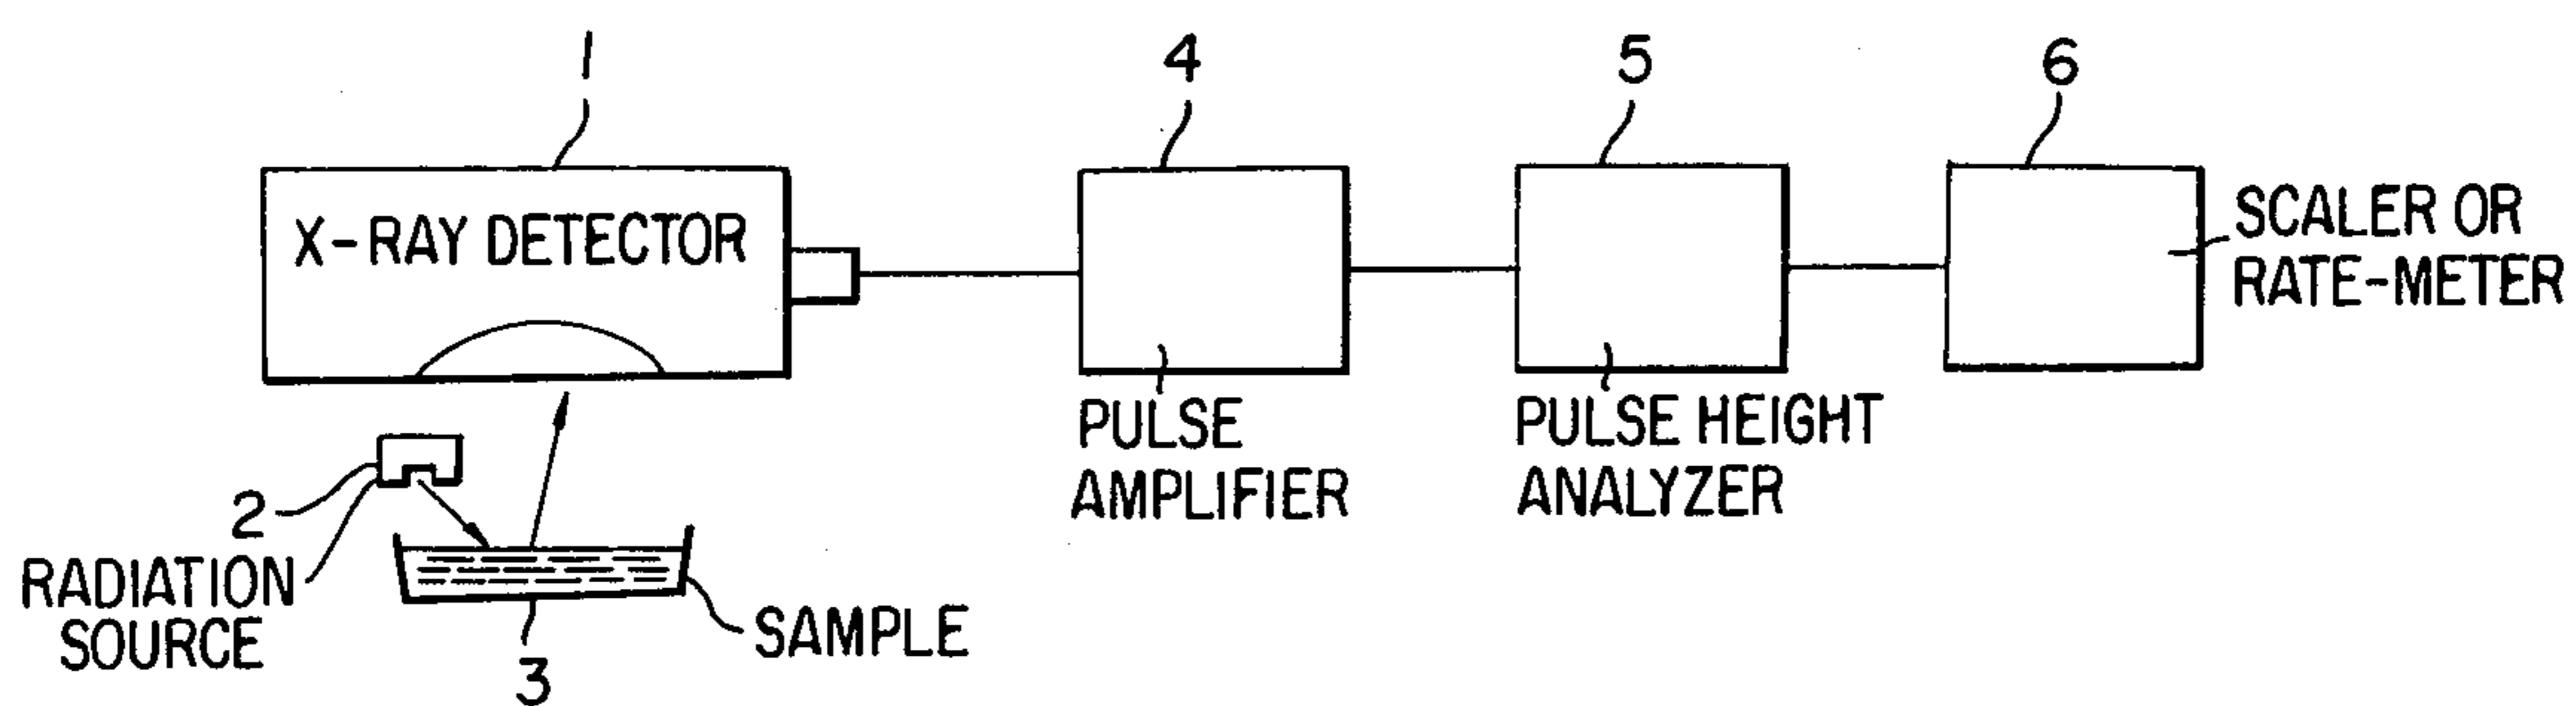 1
4
5
6
X-RAY DETECTOR
SCALER OR
RATE-METER
PULSE
AMPLIFIER
PULSE HEIGHT
ANALYZER
2
RADIATION
SOURCE
SAMPLE
3